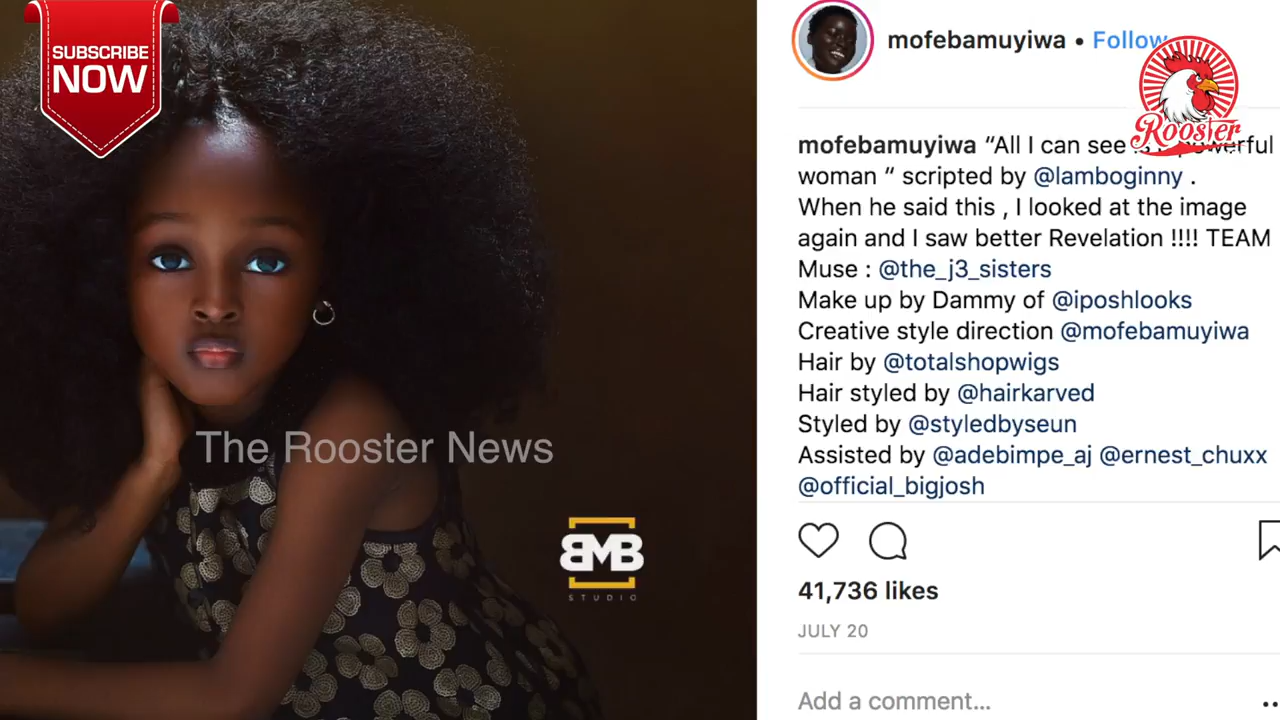 SUBSCRIBE
NOW
The Rooster News
BMB
STUDIO
mofebamuyiwa • Follow
Rooster
mofebamuyiwa “All I can see powerful
woman “ scripted by @lamboginny .
When he said this , I looked at the image
again and I saw better Revelation !!!! TEAM
Muse : @the_j3_sisters
Make up by Dammy of @iposhlooks
Creative style direction @mofebamuyiwa
Hair by @totalshopwigs
Hair styled by @hairkarved
Styled by @styledbyseun
Assisted by @adebimpe_aj @ernest_chuxx
@official_bigjosh
41,736 likes
JULY 20
Add a comment...